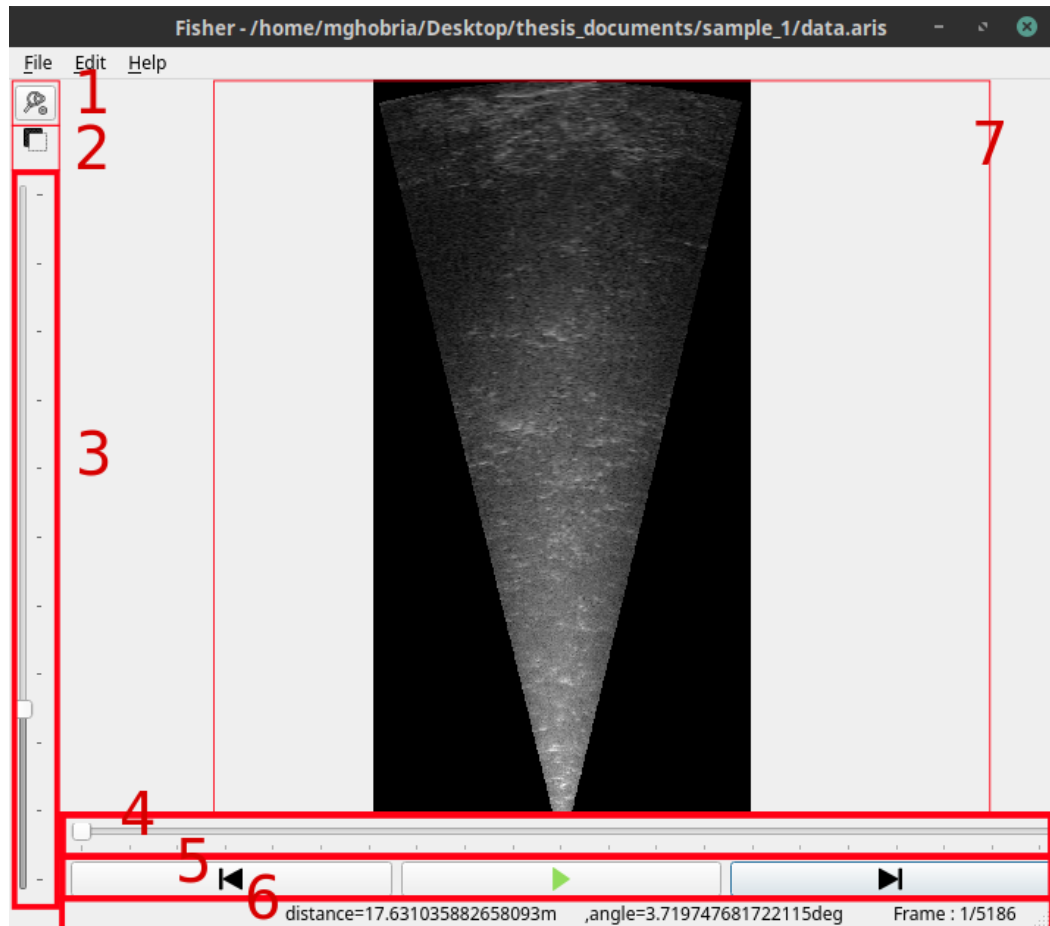 Fisher - /home/mghobria/Desktop/thesis_documents/sample_1/data.aris
File Edit Help
1
2
7
3
4
5
6
distance=17.631035882658093m ,angle=3.719747681722115deg Frame : 1/5186